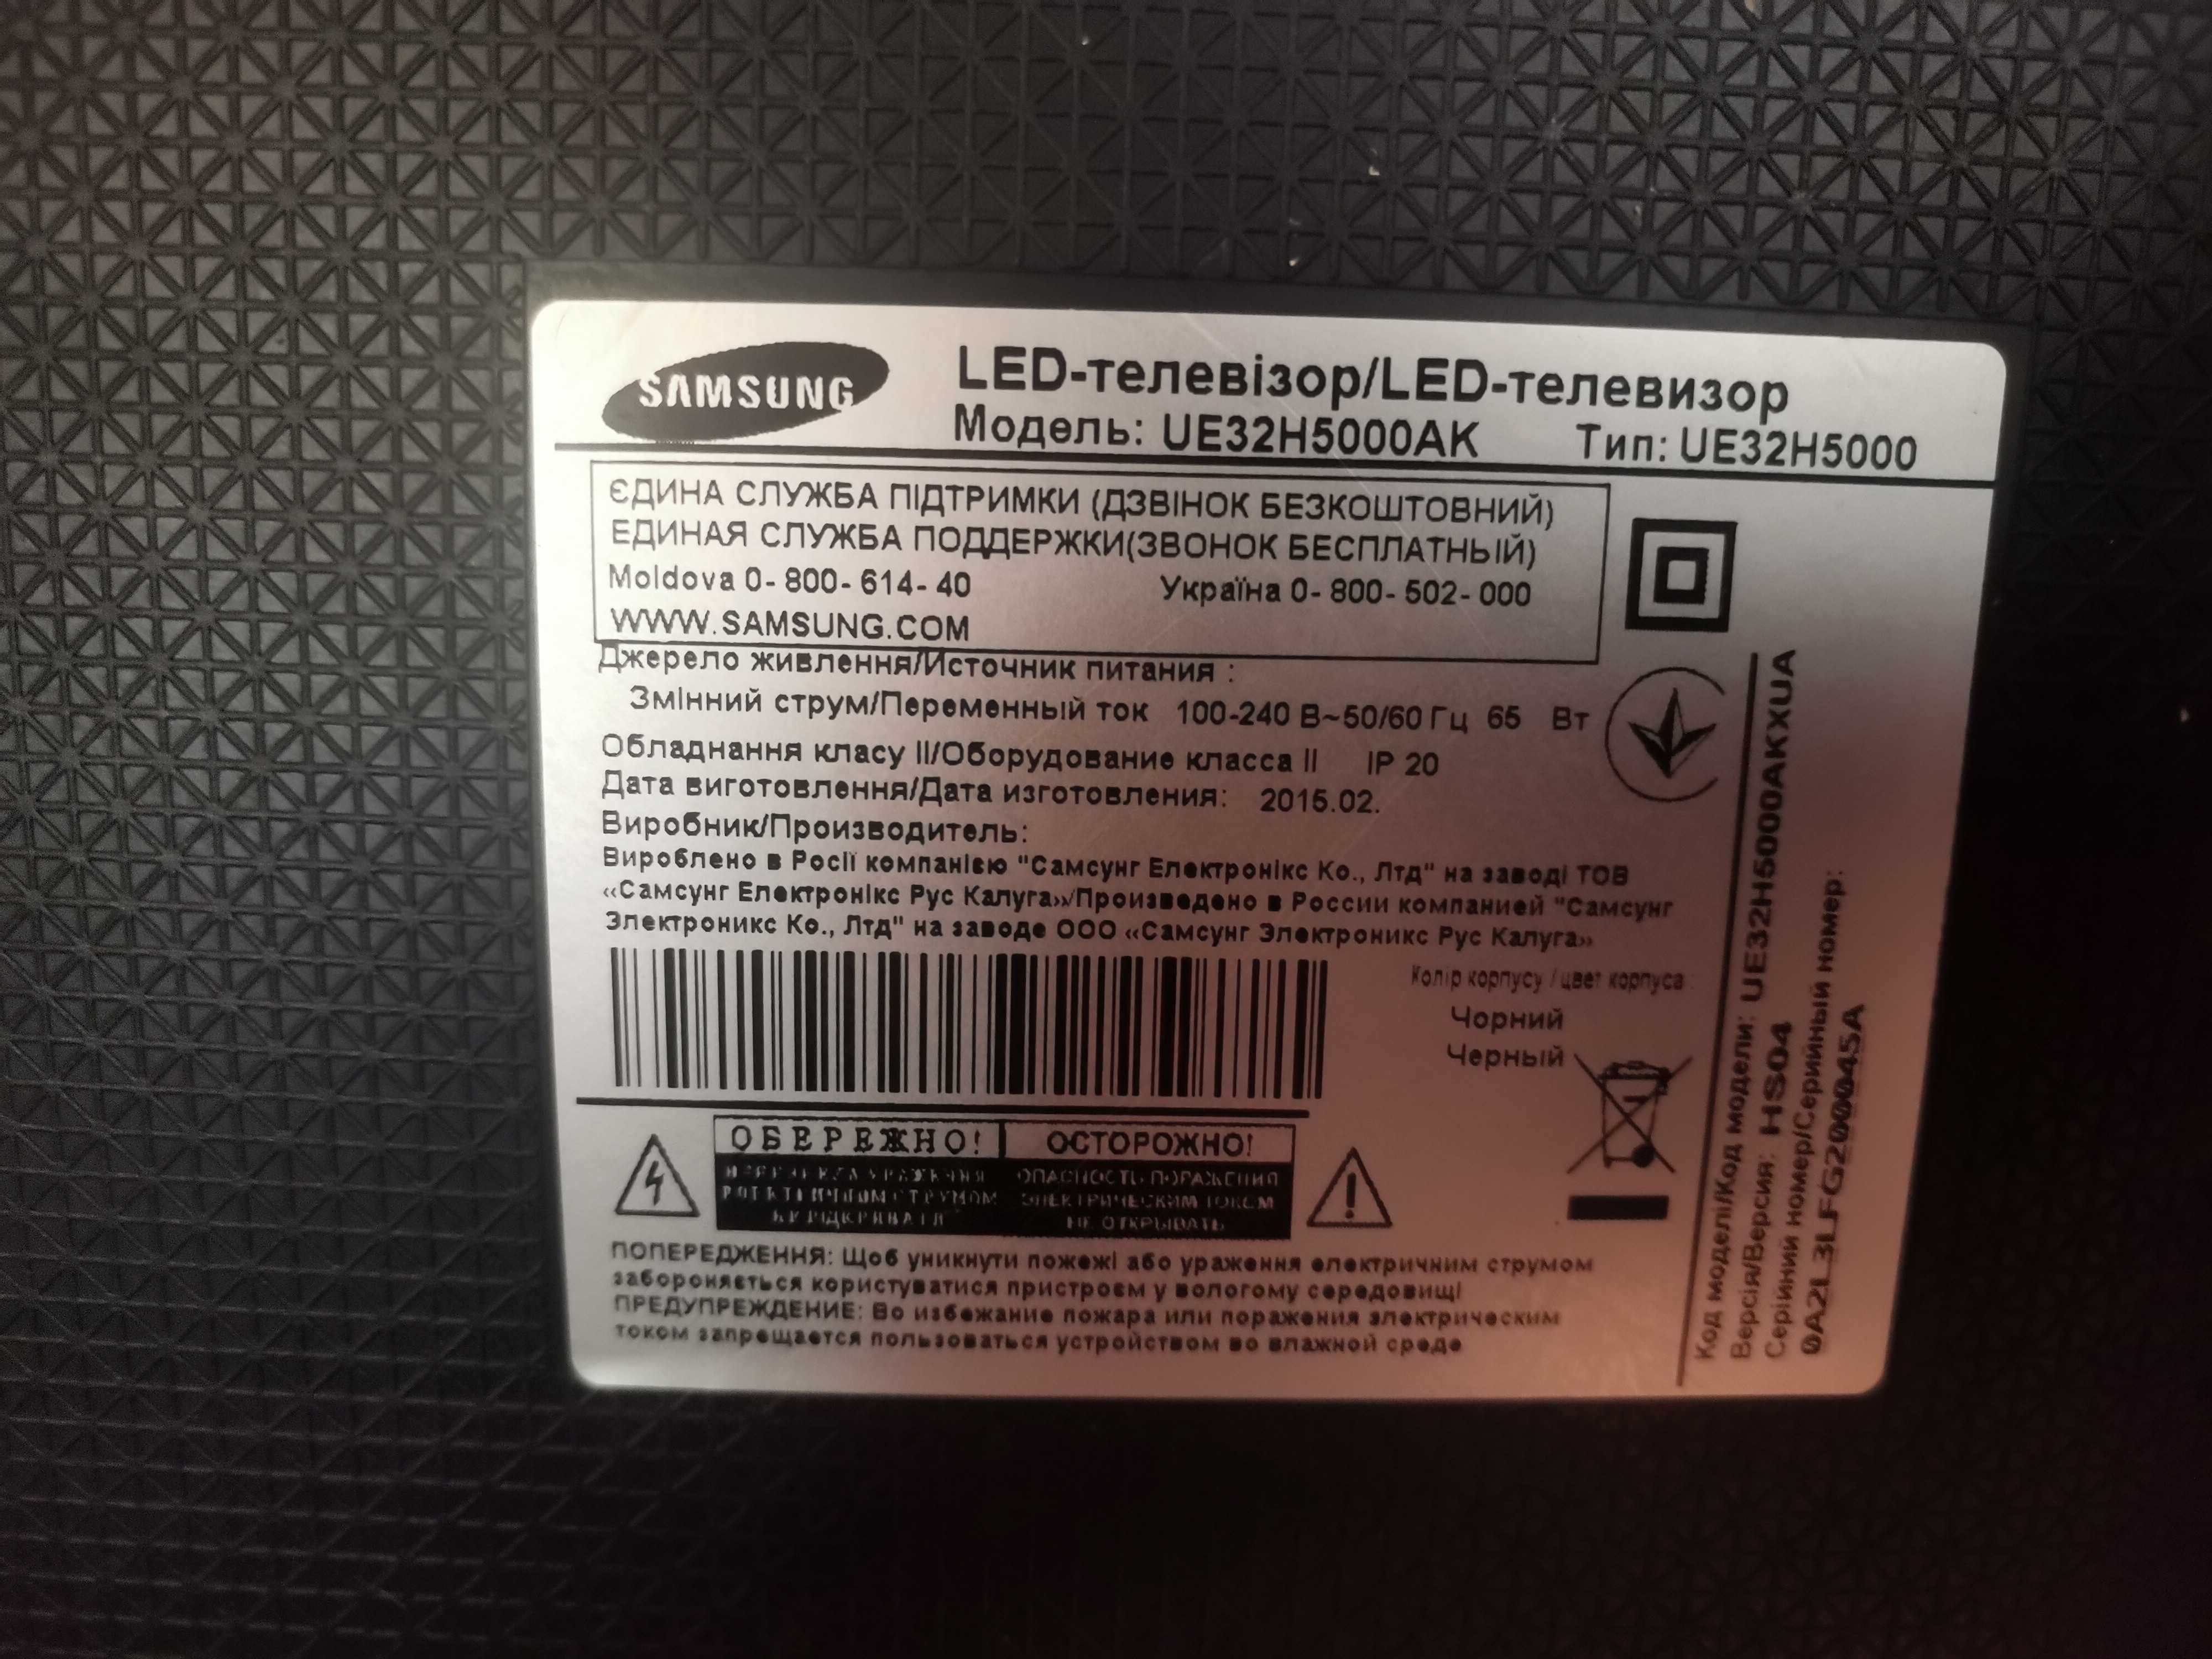 SAMSUNG
LED-телевізор/LED-телевизор
Модель: UE32H5000AK Тип: UE32H5000
ЄДИНА СЛУЖБА ПІДТРИМКИ (ДЗВІНОК БЕЗКОШТОВНИЙ)
ЕДИНАЯ СЛУЖБА ПОДДЕРЖКИ(ЗВОНОК БЕСПЛАТНЫЙ)
Moldova 0- 800- 614- 40 Україна 0- 800- 502- 000
WWW.SAMSUNG.COM
Джерело живлення/Источник питания :
Змінний струм/Переменный ток 100-240 В~50/60 Гц 65 Вт
Обладнання класу II/Оборудование класса II IP 20
Дата виготовлення/Дата изготовления: 2015.02.
Виробник/Производитель:
Вироблено в Росії компанією "Самсунг Електронікс Ко., Лтд" на заводі ТОВ
«Самсунг Електронікс Рус Калуга»/Произведено в России компанией "Самсунг
Электроникс Ко., Лтд" на заводе ООО «Самсунг Электроникс Рус Калуга»
Колір корпусу / цвет корпуса :
Чорний
Черный
ОБЕРЕЖНО! ОСТОРОЖНО!
ОПАСНОСТЬ ПОРАЖЕНИЯ
ЭЛЕКТРИЧЕСКИМ ТОКОМ
НЕ ОТКРЫВАТЬ
ПОПЕРЕДЖЕННЯ: Щоб уникнути пожежі або ураження електричним струмом
забороняється користуватися пристроєм у вологому середовищі
ПРЕДУПРЕЖДЕНИЕ: Во избежание пожара или поражения электрическим
током запрещается пользоваться устройством во влажной среде
Код моделі/Код модели: UE32H5000AKXUA
Версія/Версия: HS04
Серійний номер/Серийный номер:
0A2L3LFG200045A